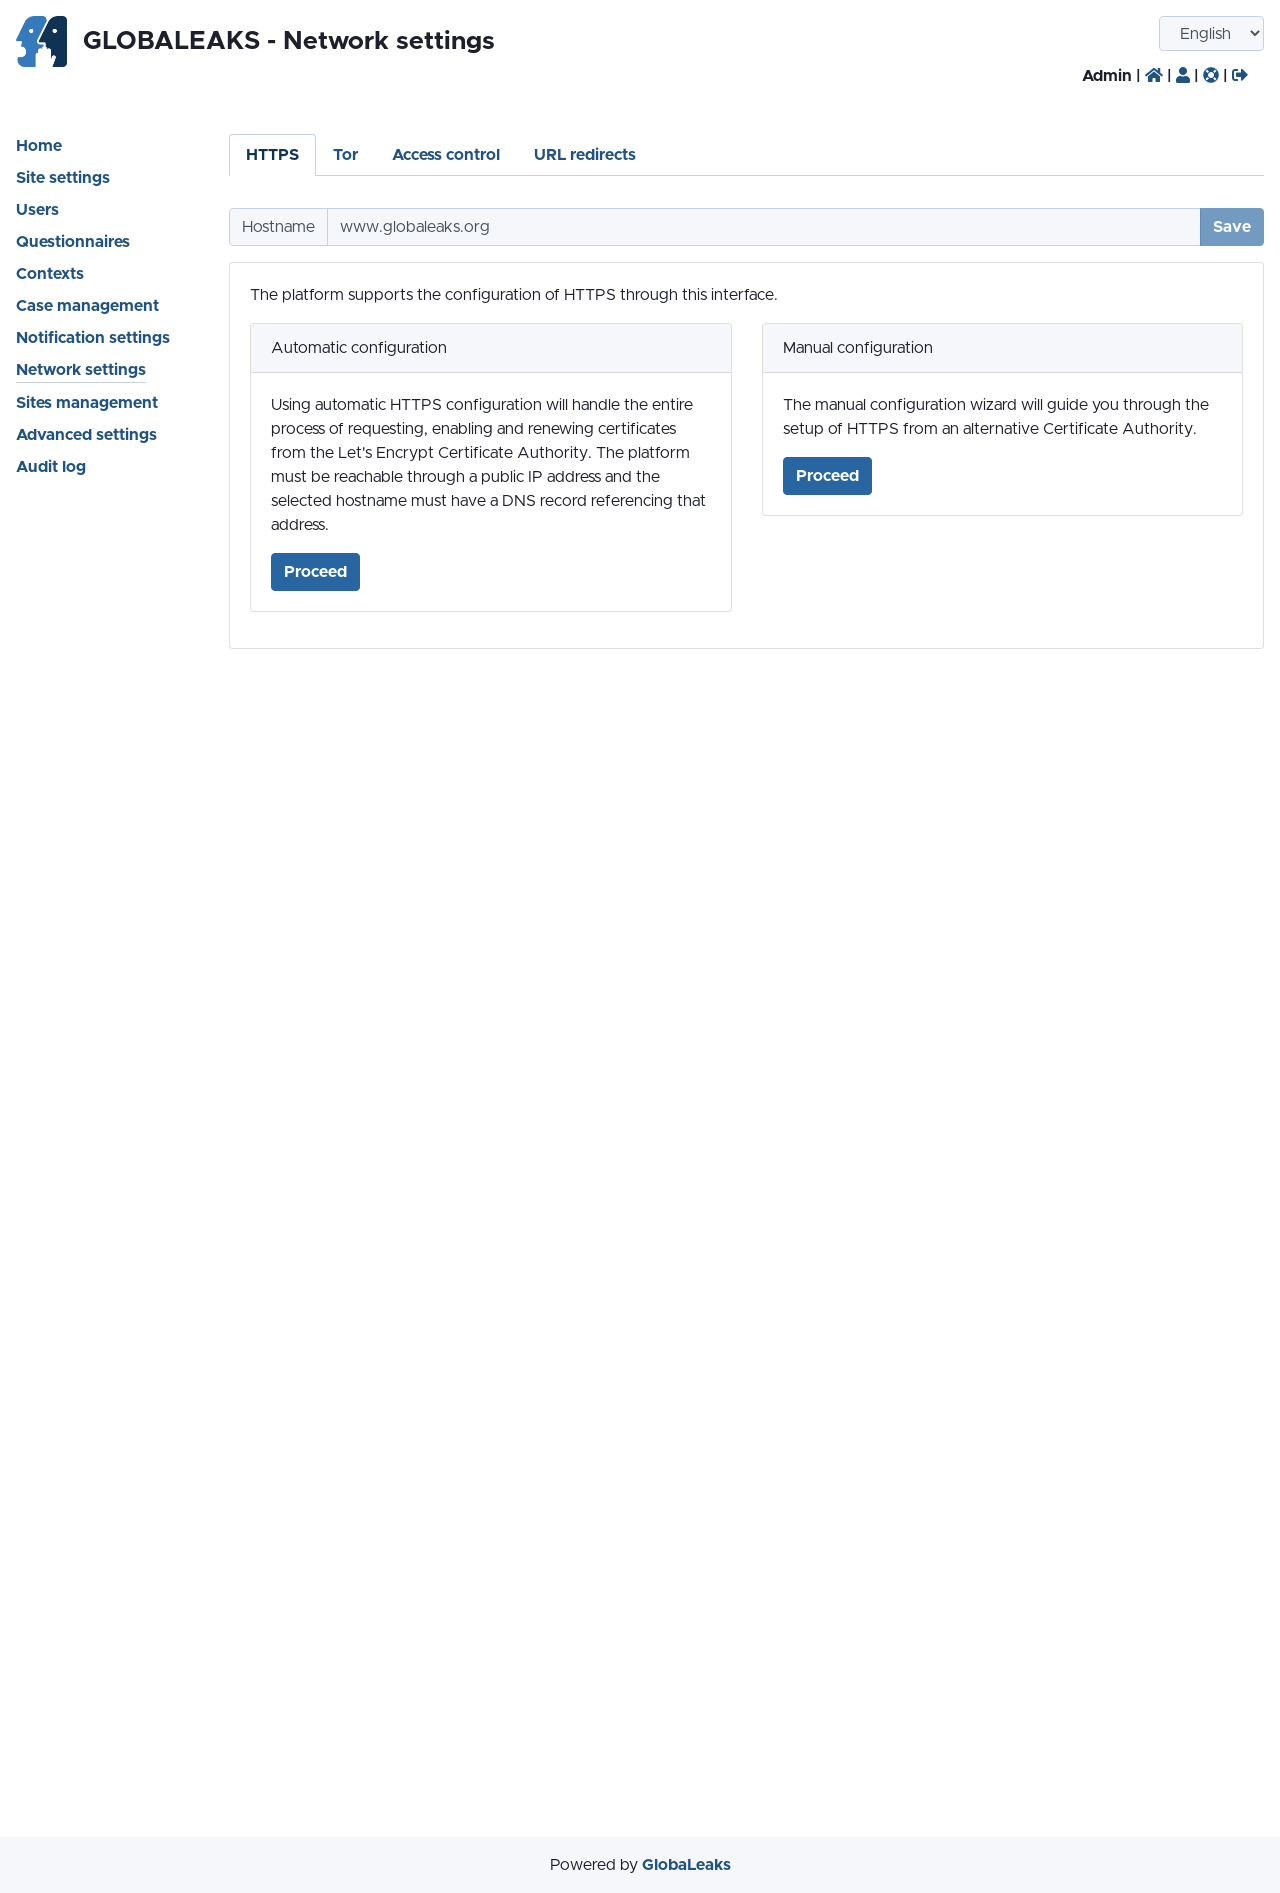 GLOBALEAKS - Network settings
English
Admin | | | |
Home
Site settings
Users
Questionnaires
Contexts
Case management
Notification settings
Network settings
Sites management
Advanced settings
Audit log
HTTPS Tor Access control URL redirects
Hostname www.globaleaks.org Save
The platform supports the configuration of HTTPS through this interface.
Automatic configuration
Using automatic HTTPS configuration will handle the entire
process of requesting, enabling and renewing certificates
from the Let's Encrypt Certificate Authority. The platform
must be reachable through a public IP address and the
selected hostname must have a DNS record referencing that
address.
Proceed
Manual configuration
The manual configuration wizard will guide you through the
setup of HTTPS from an alternative Certificate Authority.
Proceed
Powered by GlobaLeaks